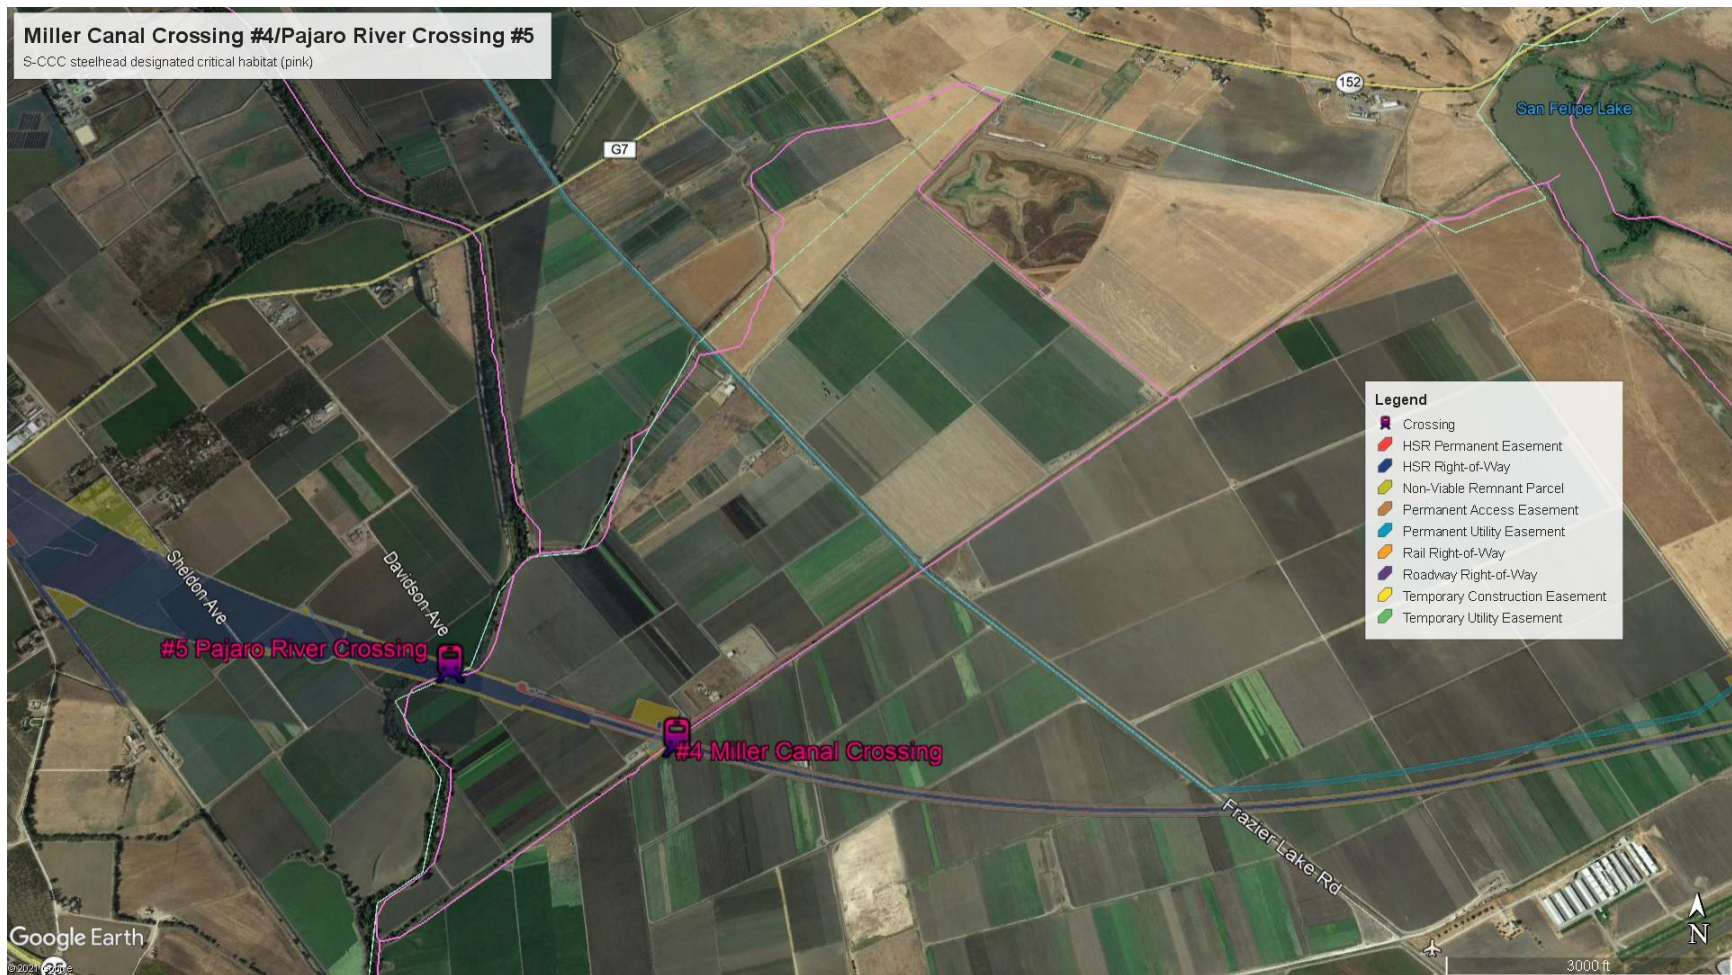 Miller Canal Crossing #4/Pajaro River Crossing #5
S-CCC steelhead designated critical habitat (pink)
152
San Felipe Lake
G7
Legend
Crossing
HSR Permanent Easement
HSR Right-of-Way
Non-Viable Remnant Parcel
Permanent Access Easement
Permanent Utility Easement
Rail Right-of-Way
Roadway Right-of-Way
Temporary Construction Easement
Temporary Utility Easement
Sheldon Ave
Davidson Ave
#5 Pajaro River Crossing
#4 Miller Canal Crossing
Frazier Lake Rd
Google Earth
N
© 2021 Google
25
3000 ft